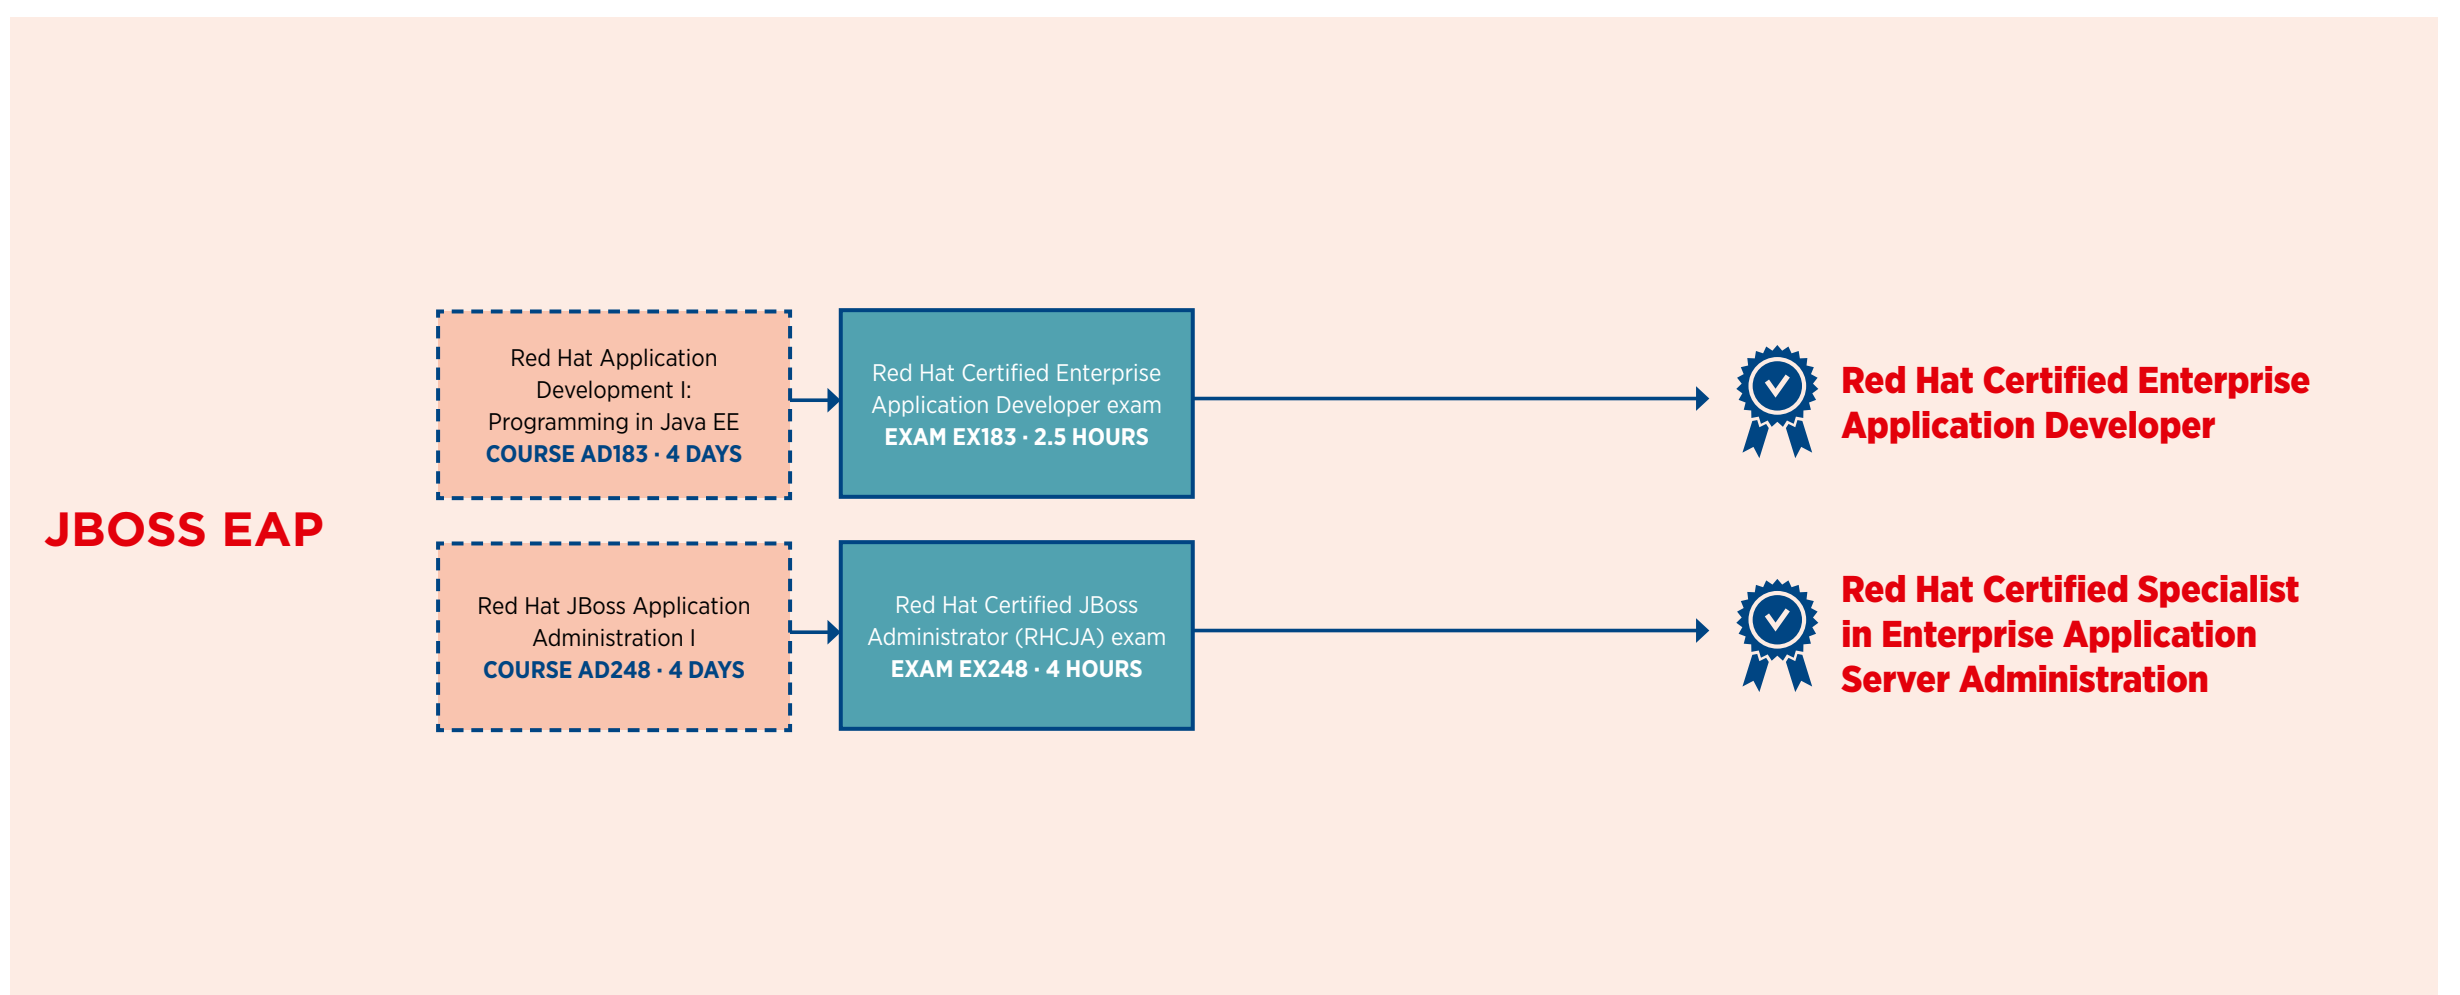 JBOSS EAP
Red Hat Application
Development I:
Programming in Java EE
COURSE AD183 · 4 DAYS
Red Hat Certified Enterprise
Application Developer exam
EXAM EX183 · 2.5 HOURS
Red Hat Certified Enterprise
Application Developer
Red Hat JBoss Application
Administration I
COURSE AD248 · 4 DAYS
Red Hat Certified JBoss
Administrator (RHCJA) exam
EXAM EX248 · 4 HOURS
Red Hat Certified Specialist
in Enterprise Application
Server Administration